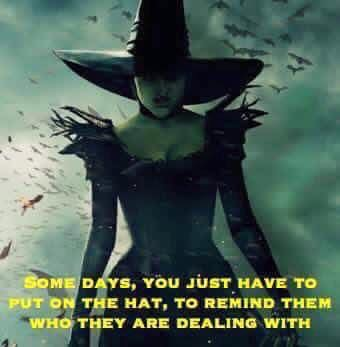 Some days, you just have to
put on the hat, to remind them
who they are dealing with